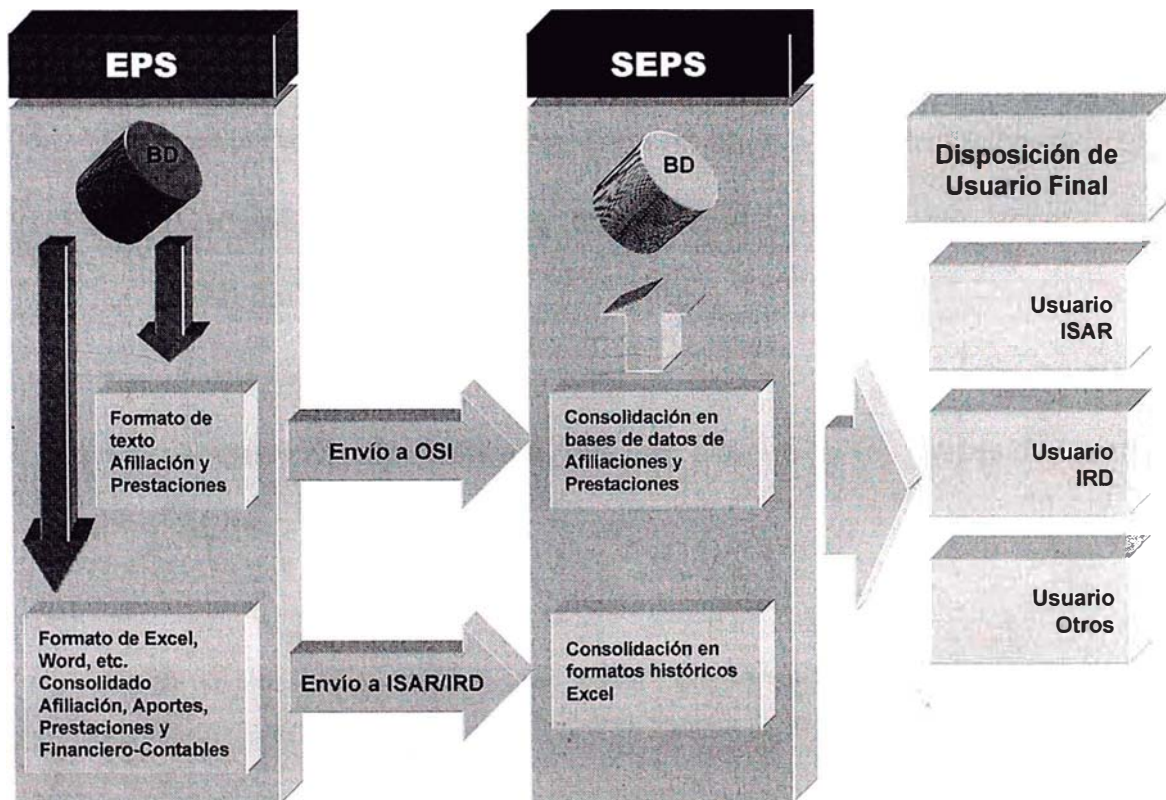 EPS
BD
Formato de
texto
Afiliación y
Prestaciones
Formato de Excel,
Word, etc.
Consolidado
Afiliación, Aportes,
Prestaciones y
Financiero-Contables
Envío a OSI
Envío a ISAR/IRD
SEPS
BD
Consolidación en
bases de datos de
Afiliaciones y
Prestaciones
Consolidación en
formatos históricos
Excel
Disposición de
Usuario Final
Usuario
ISAR
Usuario
IRD
Usuario
Otros